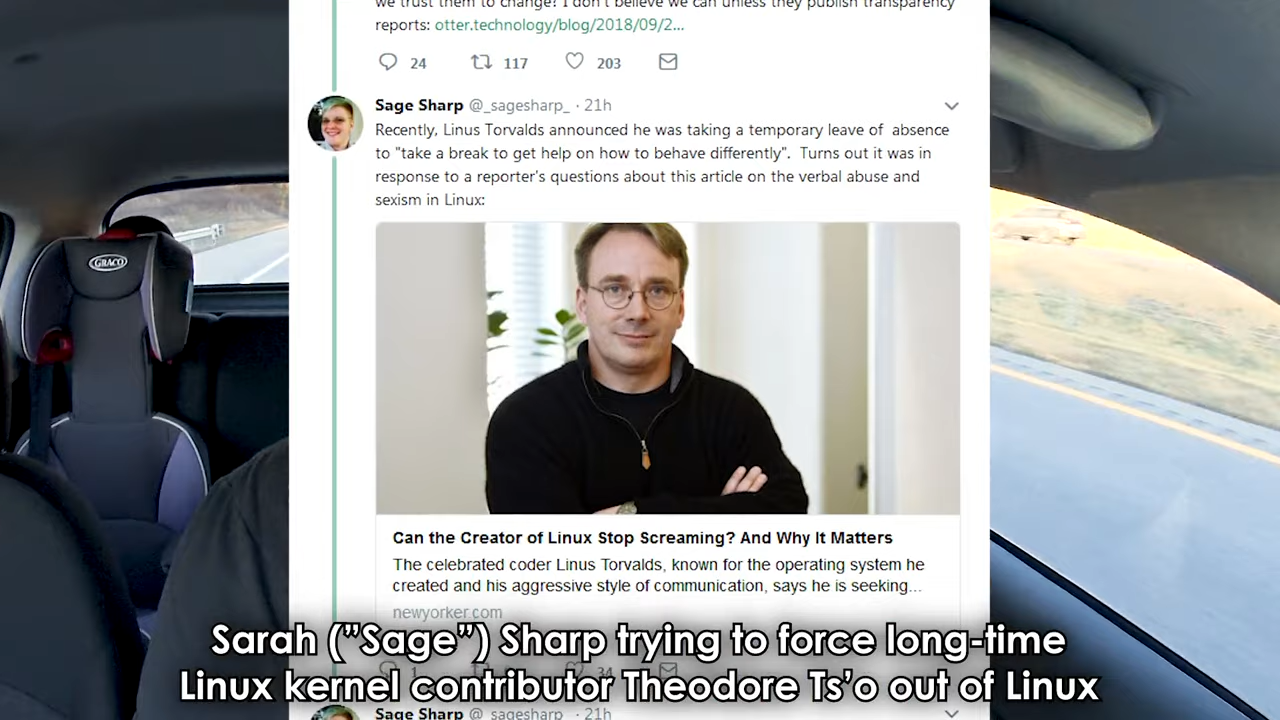 we trust them to change? I don't believe we can unless they publish transparency
reports: otter.technology/blog/2018/09/2...
24 117 203
Sage Sharp @_sagesharp_ · 21h
Recently, Linus Torvalds announced he was taking a temporary leave of absence
to "take a break to get help on how to behave differently". Turns out it was in
response to a reporter's questions about this article on the verbal abuse and
sexism in Linux:
GRACO
Can the Creator of Linux Stop Screaming? And Why It Matters
The celebrated coder Linus Torvalds, known for the operating system he
created and his aggressive style of communication, says he is seeking...
newyorker.com
Sarah (”Sage”) Sharp trying to force long-time
1 34
Linux kernel contributor Theodore Ts’o out of Linux
Sage Sharp @_sagesharp_ · 21h